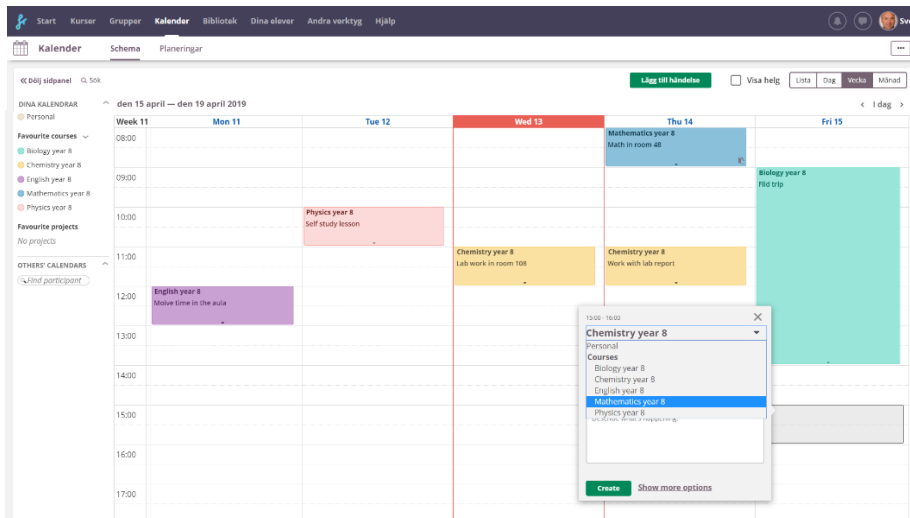 Start Kurser Grupper Kalender Bibliotek Dina elever Andra verktyg Hjälp
Kalender Schema Planeringar
Dölj sidpanel Sök
Lägg till händelse Visa helg Lista Dag Vecka Månad
DINA KALENDRAR
Personal
Favourite courses
Biology year 8
Chemistry year 8
English year 8
Mathematics year 8
Physics year 8
Favourite projects
No projects
OTHERS' CALENDARS
Find participant
den 15 april — den 19 april 2019
< I dag >
Week 11 Mon 11 Tue 12 Wed 13 Thu 14 Fri 15
08:00
09:00
10:00
11:00
12:00
13:00
14:00
15:00
16:00
17:00
English year 8
Moive time in the aula
Physics year 8
Self study lesson
Chemistry year 8
Lab work in room 108
Mathematics year 8
Math in room 48
Chemistry year 8
Work with lab report
Biology year 8
Fild trip
15:00 - 16:00
Chemistry year 8
Personal
Courses
Biology year 8
Chemistry year 8
English year 8
Mathematics year 8
Physics year 8
Create Show more options